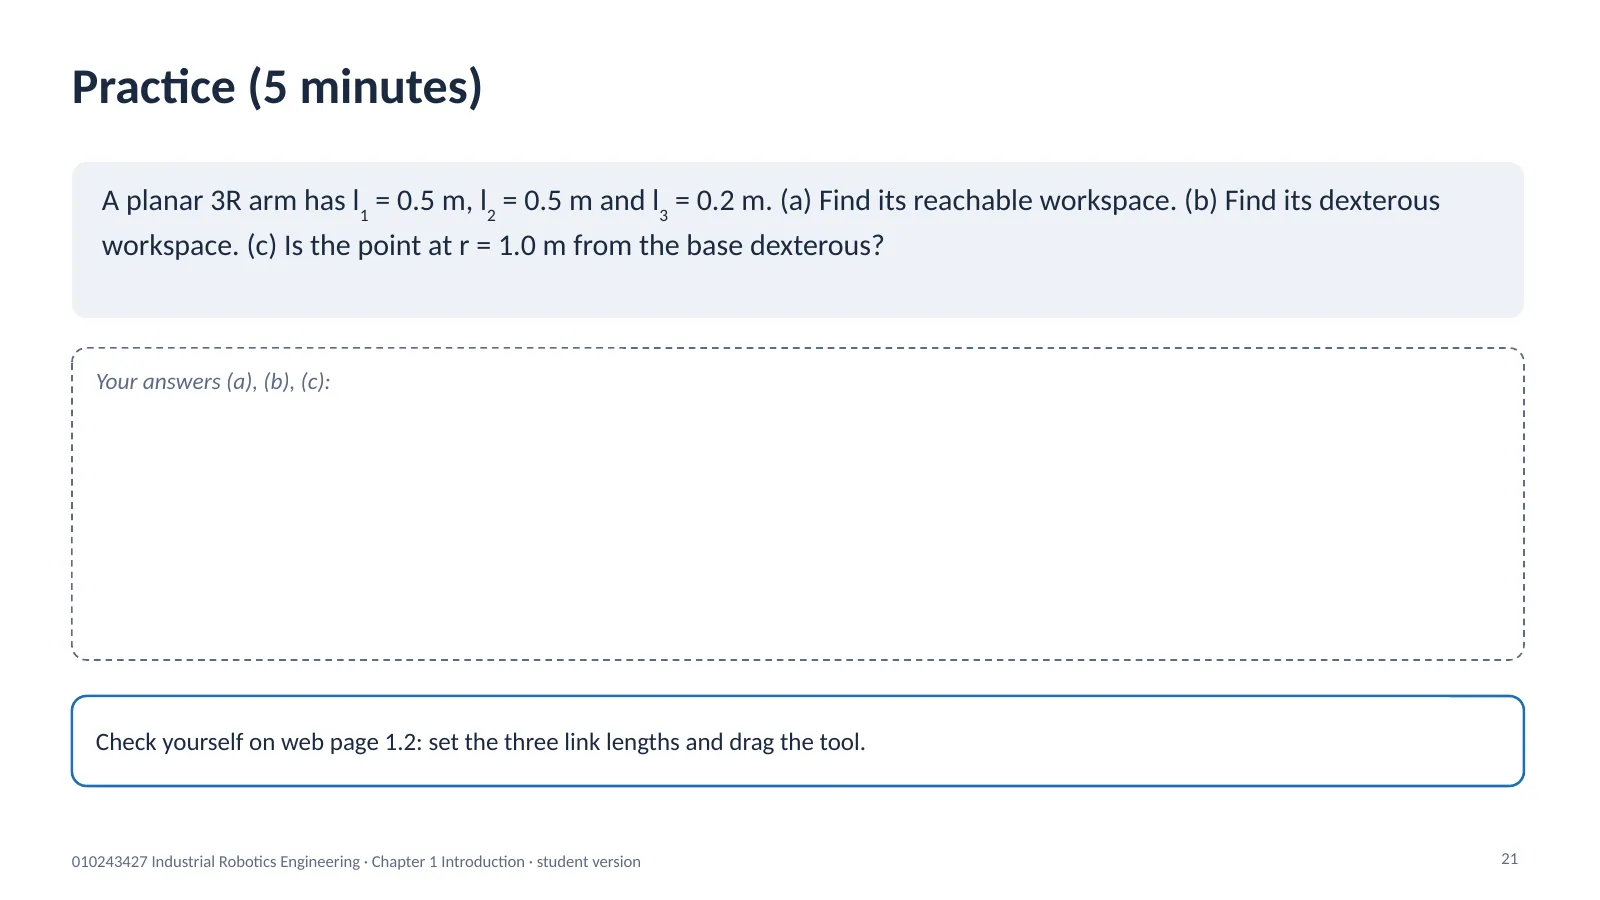 Practice (5 minutes)
A planar 3R arm has l₁ = 0.5 m, l₂ = 0.5 m and l₃ = 0.2 m. (a) Find its reachable workspace. (b) Find its dexterous
workspace. (c) Is the point at r = 1.0 m from the base dexterous?
Your answers (a), (b), (c):
Check yourself on web page 1.2: set the three link lengths and drag the tool.
010243427 Industrial Robotics Engineering · Chapter 1 Introduction · student version
21